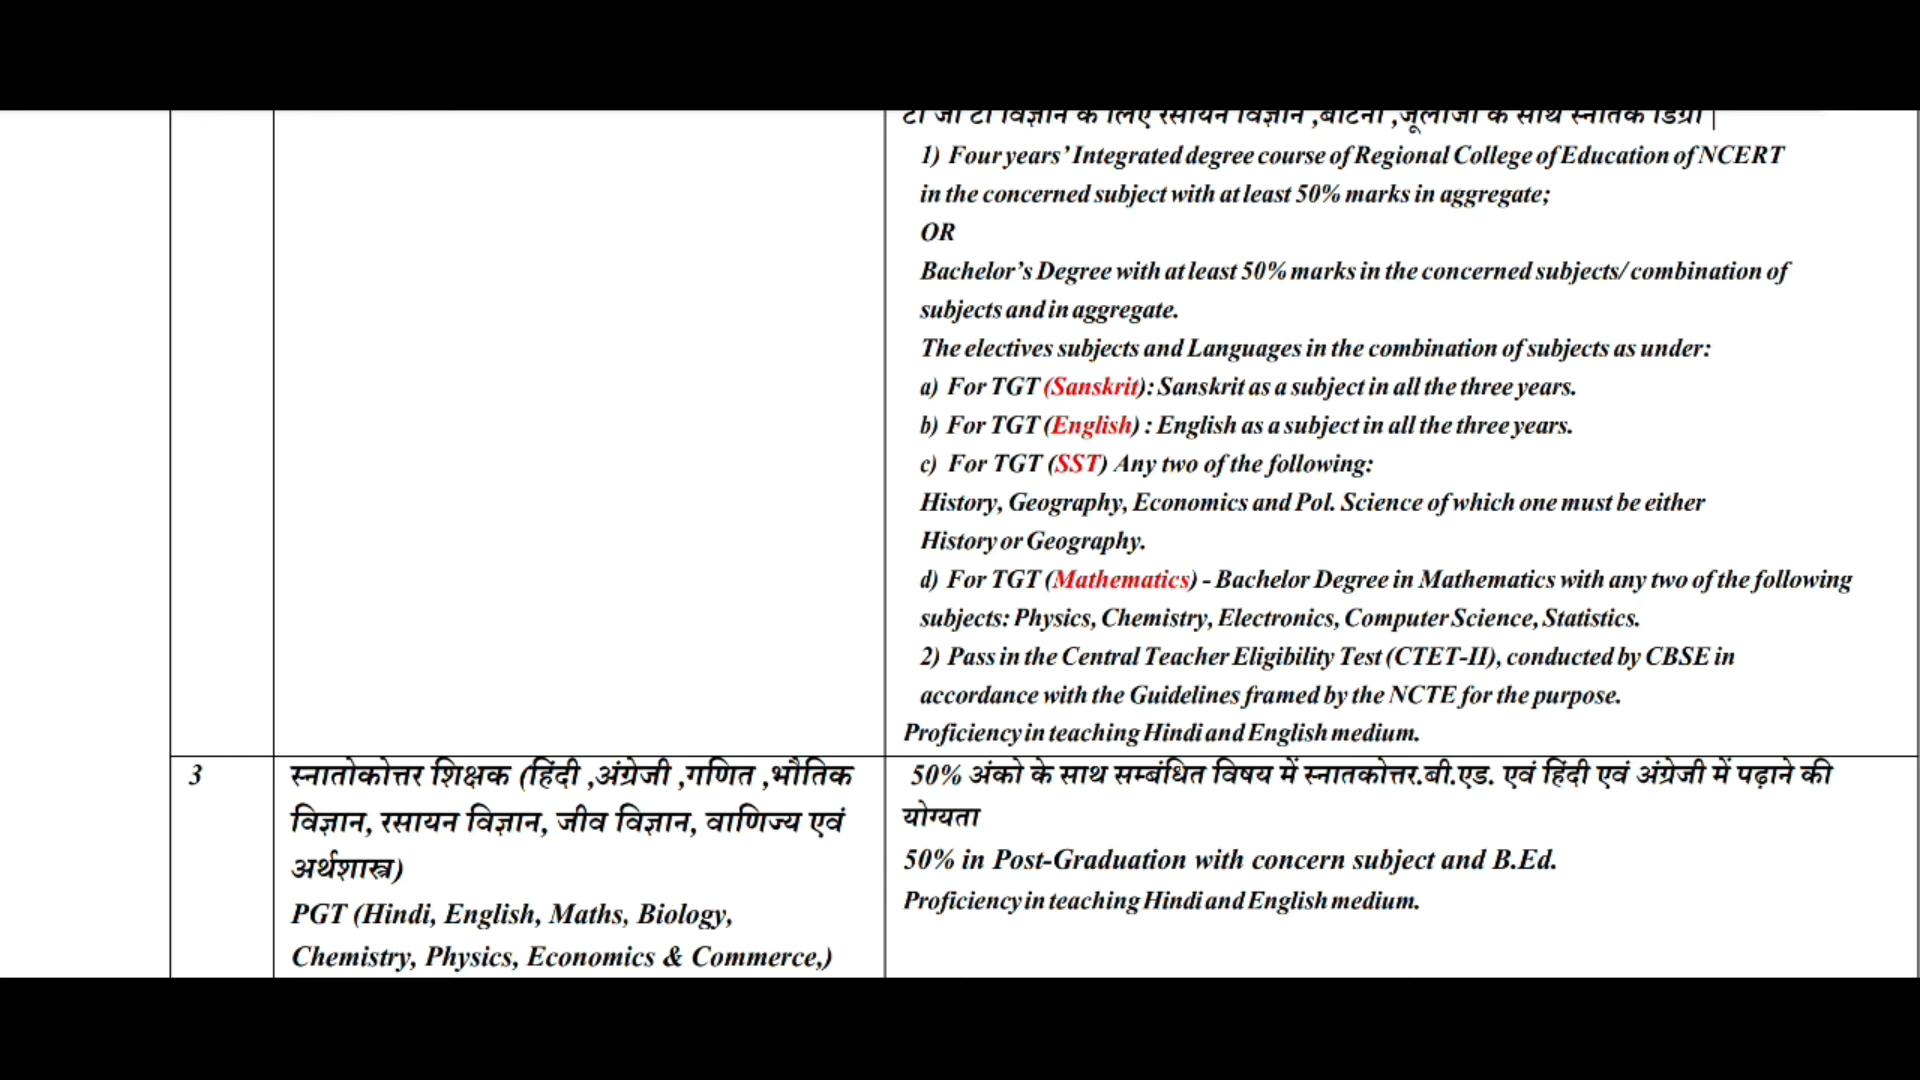 टी जी टी विज्ञान के लिए रसायन विज्ञान ,बॉटनी ,जूलॉजी के साथ स्नातक डिग्री |
1) Four years’ Integrated degree course of Regional College of Education of NCERT
in the concerned subject with at least 50% marks in aggregate;
OR
Bachelor’s Degree with at least 50% marks in the concerned subjects/ combination of
subjects and in aggregate.
The electives subjects and Languages in the combination of subjects as under:
a) For TGT (Sanskrit): Sanskrit as a subject in all the three years.
b) For TGT (English) : English as a subject in all the three years.
c) For TGT (SST) Any two of the following:
History, Geography, Economics and Pol. Science of which one must be either
History or Geography.
d) For TGT (Mathematics) - Bachelor Degree in Mathematics with any two of the following
subjects: Physics, Chemistry, Electronics, Computer Science, Statistics.
2) Pass in the Central Teacher Eligibility Test (CTET-II), conducted by CBSE in
accordance with the Guidelines framed by the NCTE for the purpose.
Proficiency in teaching Hindi and English medium.
3
स्नातोकोत्तर शिक्षक (हिंदी ,अंग्रेजी ,गणित ,भौतिक
विज्ञान, रसायन विज्ञान, जीव विज्ञान, वाणिज्य एवं
अर्थशास्त्र)
PGT (Hindi, English, Maths, Biology,
Chemistry, Physics, Economics & Commerce,)
50% अंको के साथ सम्बंधित विषय में स्नातकोत्तर.बी.एड. एवं हिंदी एवं अंग्रेजी में पढ़ाने की
योग्यता
50% in Post-Graduation with concern subject and B.Ed.
Proficiency in teaching Hindi and English medium.